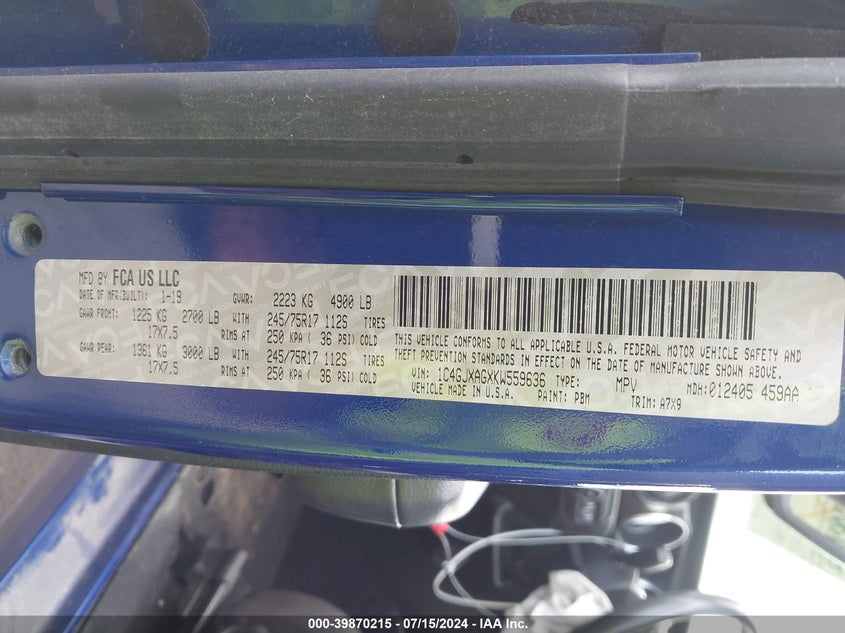 MFD BY FCA US LLC
DATE OF MFR(BUILT): 1-19 GVWR: 2223 KG 4900 LB
GAWR FRONT: 1225 KG 2700 LB WITH 245/75R17 112S TIRES
17X7.5 RIMS AT 250 KPA ( 36 PSI) COLD
GAWR REAR: 1361 KG 3000 LB WITH 245/75R17 112S TIRES
17X7.5 RIMS AT 250 KPA ( 36 PSI) COLD
THIS VEHICLE CONFORMS TO ALL APPLICABLE U.S.A. FEDERAL MOTOR VEHICLE SAFETY AND
THEFT PREVENTION STANDARDS IN EFFECT ON THE DATE OF MANUFACTURE SHOWN ABOVE.
VIN: 1C4GJXAGXKW559636 TYPE: MPV MDH: 012405 459AA
VEHICLE MADE IN U.S.A. PAINT: PBM TRIM: A7X9
000-39870215 - 07/15/2024 - IAA Inc.